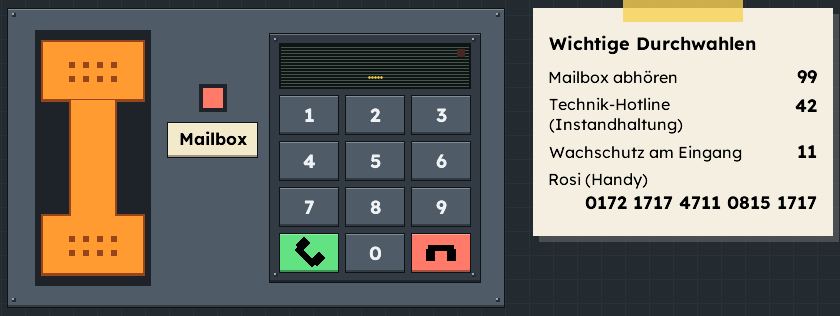 Mailbox
1 2 3
4 5 6
7 8 9
0
Wichtige Durchwahlen
Mailbox abhören 99
Technik-Hotline 42
(Instandhaltung)
Wachschutz am Eingang 11
Rosi (Handy)
0172 1717 4711 0815 1717